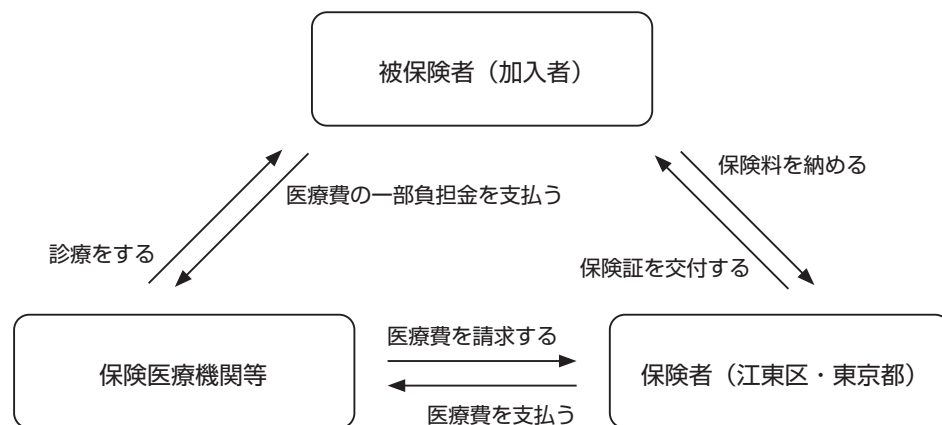 被保険者（加入者）
保険料を納める
医療費の一部負担金を支払う
診療をする
保険証を交付する
医療費を請求する
保険医療機関等
保険者（江東区・東京都）
医療費を支払う